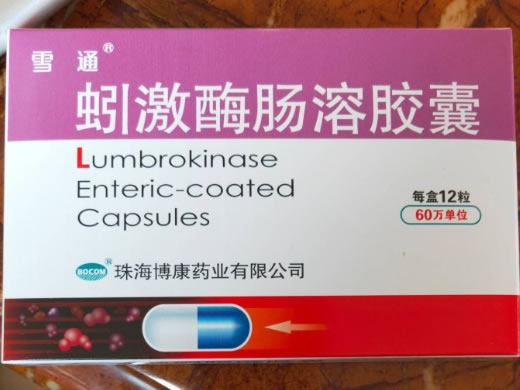 雪通®
蚓激酶肠溶胶囊
Lumbrokinase
Enteric-coated
Capsules
每盒12粒
60万单位
BOCOM® 珠海博康药业有限公司